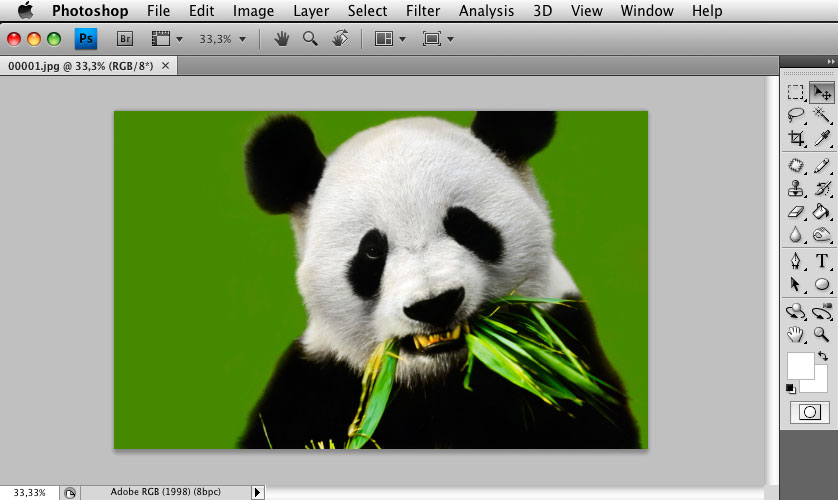 Photoshop File Edit Image Layer Select Filter Analysis 3D View Window Help
Ps Br 33,3%
00001.jpg @ 33,3% (RGB/8*) ×
T
33,33% Adobe RGB (1998) (8bpc)